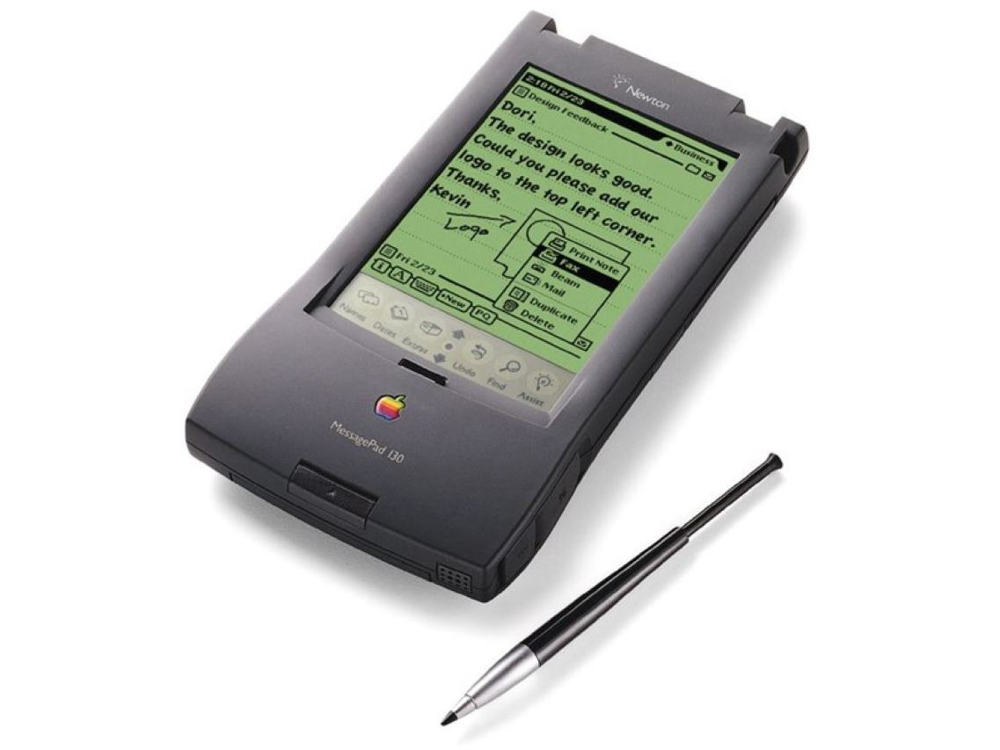 Newton
2:18 Fri 2/23
Design Feedback
Business
Dori,
The design looks good.
Could you please add our
logo to the top left corner.
Thanks,
Kevin
Logo
Print Note
Fax
Beam
Mail
Duplicate
Delete
Fri 2/23
i A New PQ
Names Dates Extras Undo Find Assist
MessagePad 130